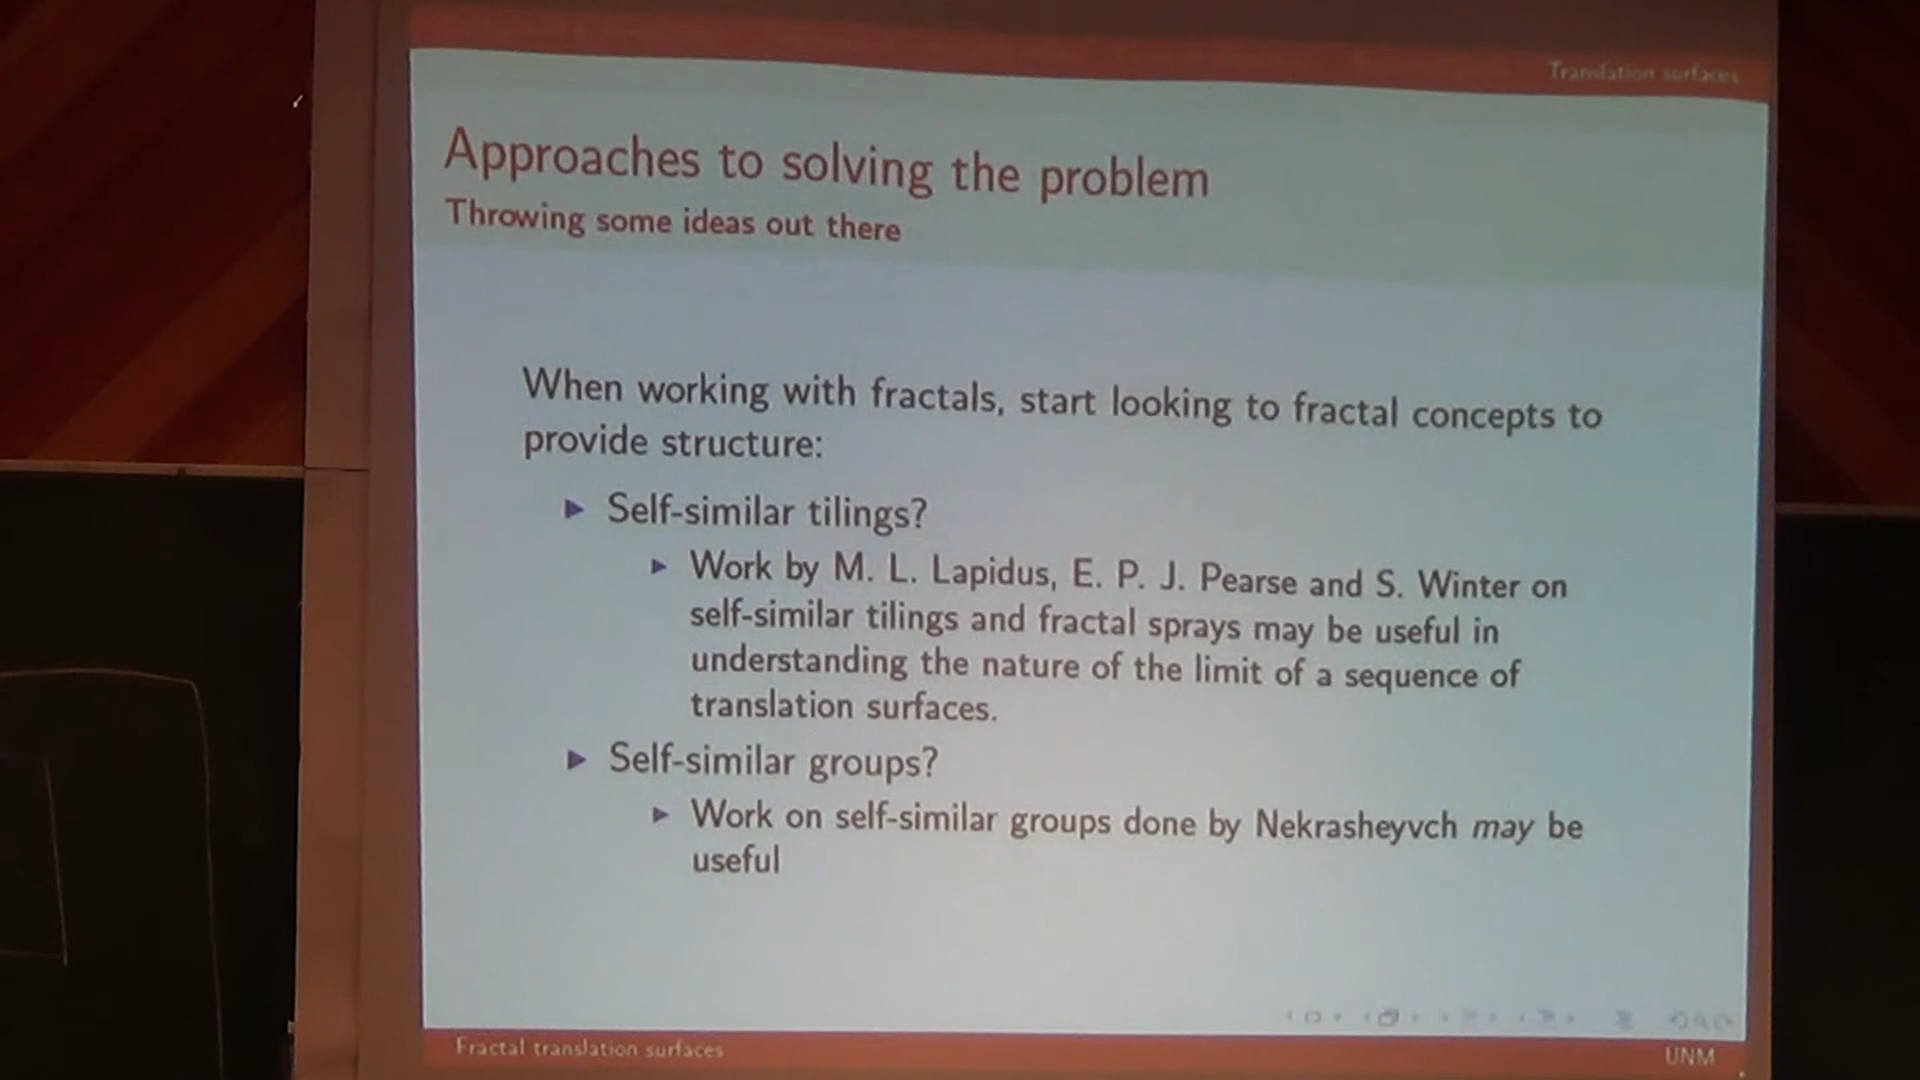 Translation surfaces
Approaches to solving the problem
Throwing some ideas out there
When working with fractals, start looking to fractal concepts to
provide structure:
Self-similar tilings?
Work by M. L. Lapidus, E. P. J. Pearse and S. Winter on
self-similar tilings and fractal sprays may be useful in
understanding the nature of the limit of a sequence of
translation surfaces.
Self-similar groups?
Work on self-similar groups done by Nekrasheyvch may be
useful
Fractal translation surfaces
UNM